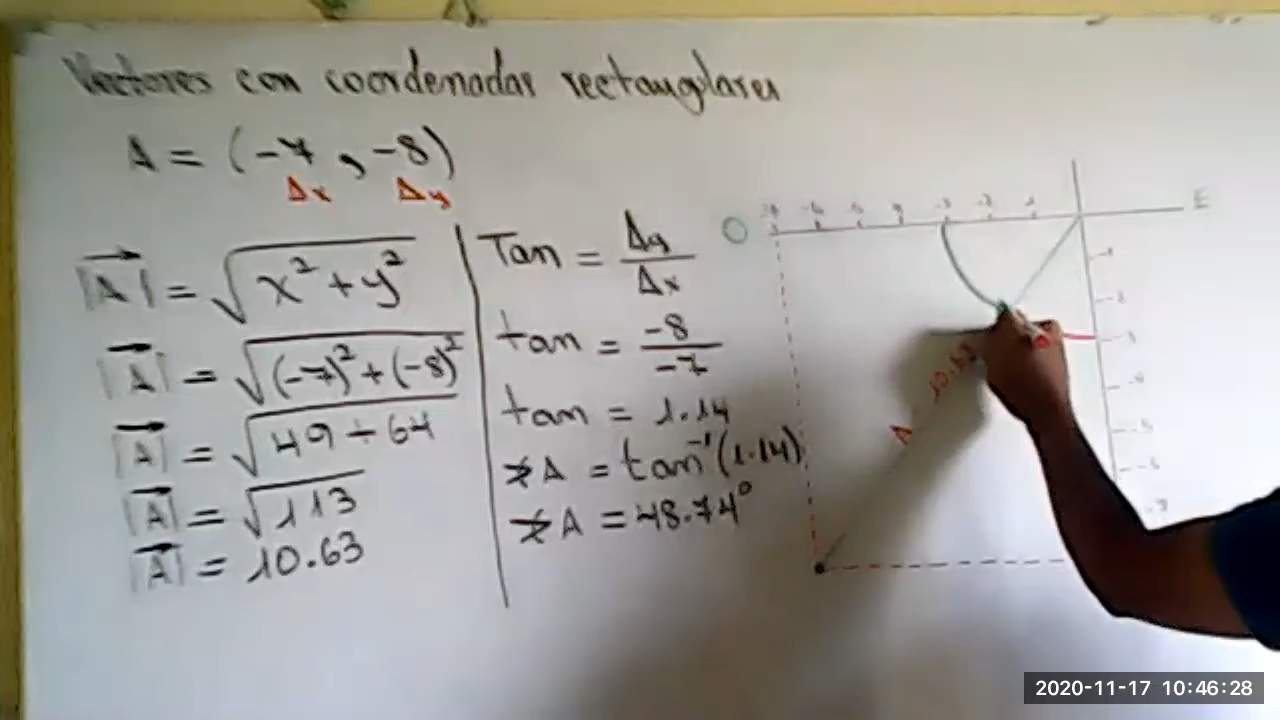 Vectores con coordenadas rectangulares
A = (-7 , -8)
Δx Δy
|A| = √x² + y²
|A| = √(-7)² + (-8)²
|A| = √49 + 64
|A| = √113
|A| = 10.63
Tan = Δy / Δx
tan = -8 / -7
tan = 1.14
∡A = tan⁻¹(1.14)
∡A = 48.74°
O E
A 10.63
2020-11-17 10:46:28